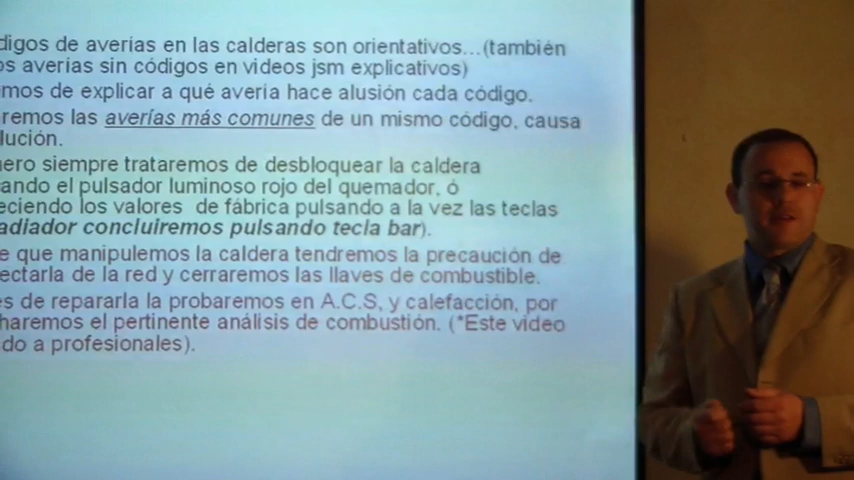 digos de averías en las calderas son orientativos...(también
os averías sin códigos en videos jsm explicativos)
mos de explicar a qué avería hace alusión cada código.
remos las averías más comunes de un mismo código, causa
lución.
ero siempre trataremos de desbloquear la caldera
ando el pulsador luminoso rojo del quemador, ó
eciendo los valores de fábrica pulsando a la vez las teclas
adiador concluiremos pulsando tecla bar).
e que manipulemos la caldera tendremos la precaución de
ectarla de la red y cerraremos las llaves de combustible.
es de repararla la probaremos en A.C.S, y calefacción, por
haremos el pertinente análisis de combustión. (*Este video
do a profesionales).